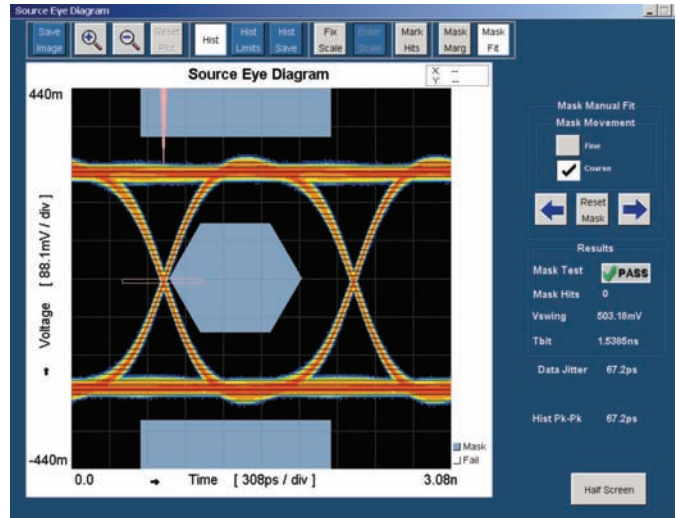 Source Eye Diagram
Save Image
Reset Plot
Hist
Hist Limits
Hist Save
Fix Scale
Enter Scale
Mark Hits
Mask Marg
Mask Fit
Source Eye Diagram
X: --
Y: --
440m
Voltage [ 88.1mV / div ]
-440m
0.0
Time [ 308ps / div ]
3.08n
Mask
Fail
Mask Manual Fit
Mask Movement
Fine
Coarse
Reset Mask
Results
Mask Test PASS
Mask Hits 0
Vswing 503.18mV
Tbit 1.5385ns
Data Jitter 67.2ps
Hist Pk-Pk 67.2ps
Half Screen